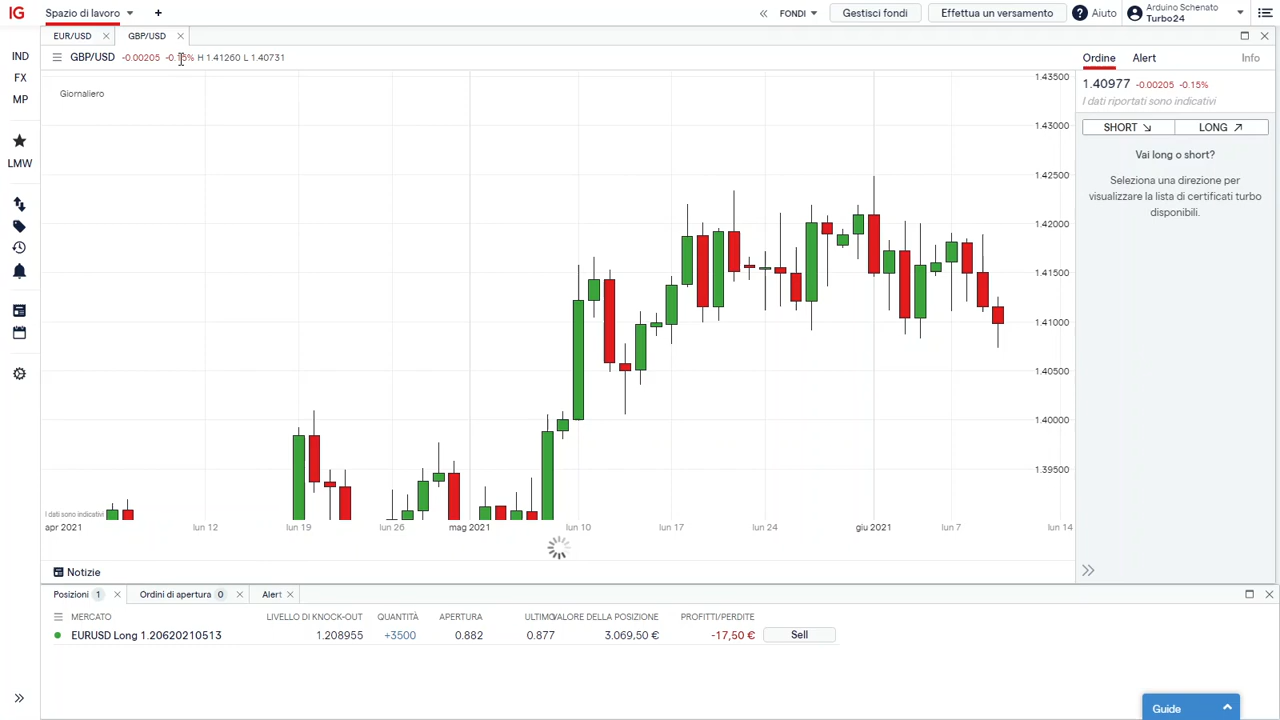 IG Spazio di lavoro + FONDI Gestisci fondi Effettua un versamento ? Aiuto Arduino Schenato
Turbo24
EUR/USD GBP/USD
GBP/USD -0.00205 H 1.41260 L 1.40731
Ordine Alert Info
IND
FX
MP
LMW
Giornaliero
1.40977 -0.00205 -0.15%
I dati riportati sono indicativi
SHORT LONG
Vai long o short?
Seleziona una direzione per
visualizzare la lista di certificati turbo
disponibili.
1.43500
1.43000
1.42500
1.42000
1.41500
1.41000
1.40500
1.40000
1.39500
I dati sono indicativi
apr 2021 lun 12 lun 19 lun 26 mag 2021 lun 10 lun 17 lun 24 giu 2021 lun 7 lun 14
Notizie
Posizioni 1 Ordini di apertura 0 Alert
MERCATO LIVELLO DI KNOCK-OUT QUANTITÀ APERTURA ULTIMO VALORE DELLA POSIZIONE PROFITTI/PERDITE
EURUSD Long 1.20620210513 1.208955 +3500 0.882 0.877 3.069,50 € -17,50 € Sell
Guide